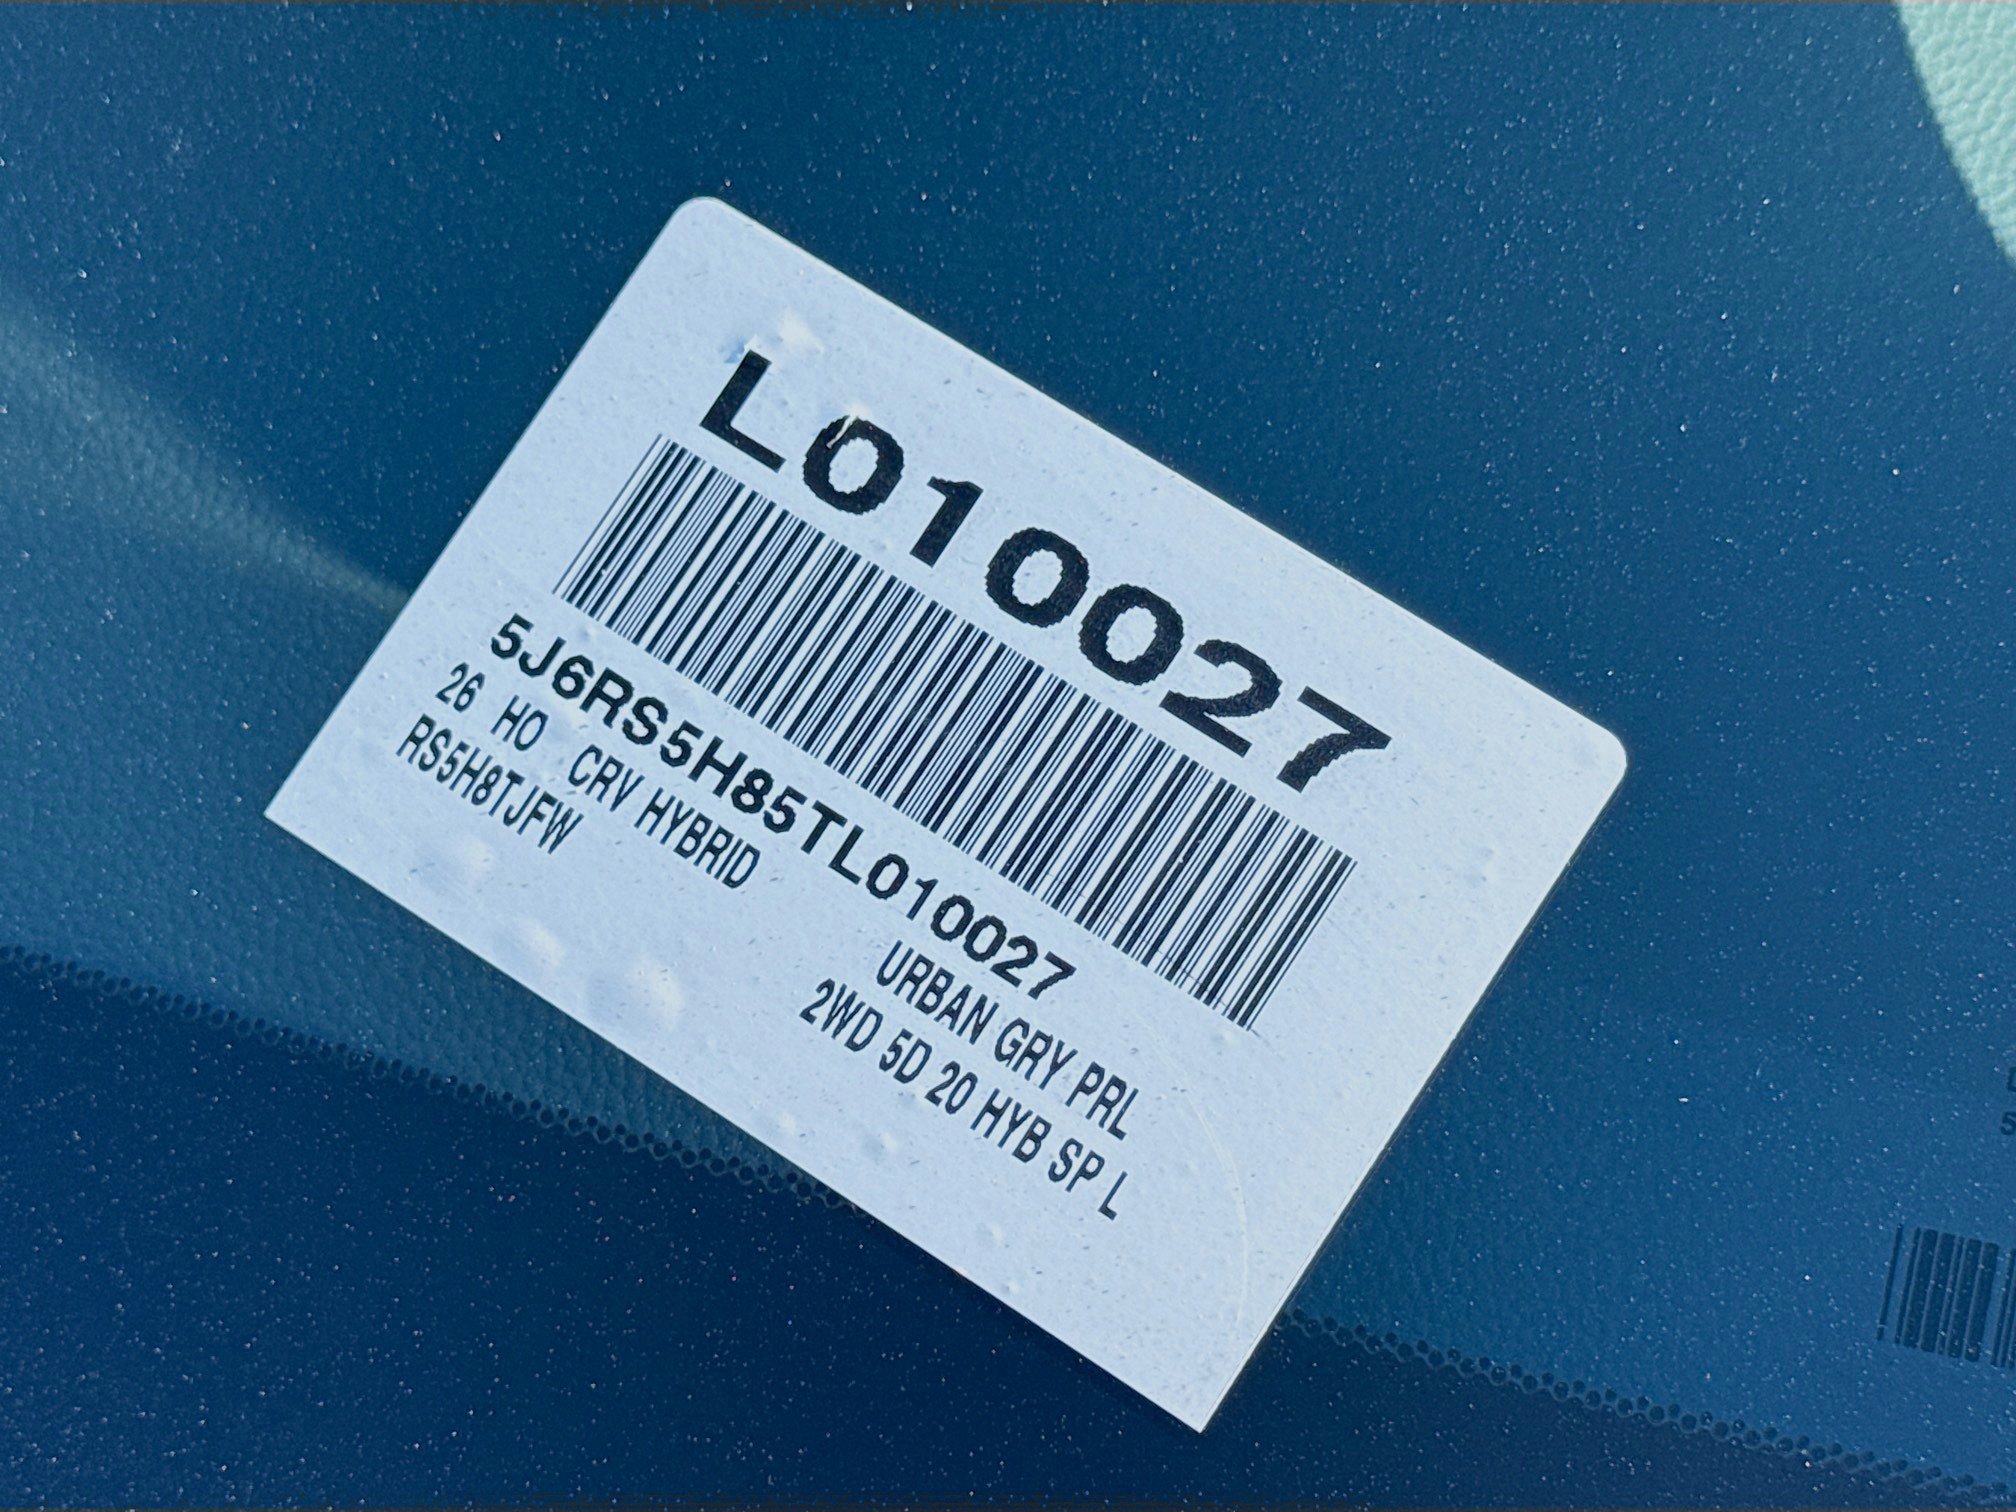 L010027
5J6RS5H85TL010027
26 HO CRV HYBRID URBAN GRY PRL
RS5H8TJFW 2WD 5D 20 HYB SP L